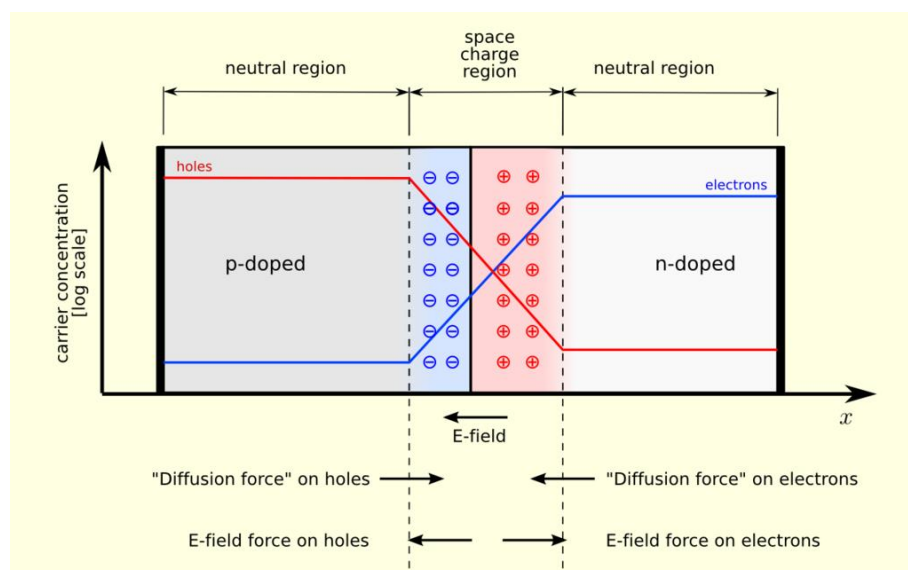 space
charge
region
neutral region
neutral region
holes
electrons
carrier concentration
[log scale]
p-doped
n-doped
⊖ ⊖ ⊕ ⊕
⊖ ⊖ ⊕ ⊕
⊖ ⊖ ⊕ ⊕
⊖ ⊖ ⊕ ⊕
⊖ ⊖ ⊕ ⊕
⊖ ⊖ ⊕ ⊕
⊖ ⊖ ⊕ ⊕
x
E-field
"Diffusion force" on holes
"Diffusion force" on electrons
E-field force on holes
E-field force on electrons